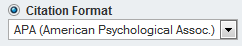 Citation Format
APA (American Psychological Assoc.)